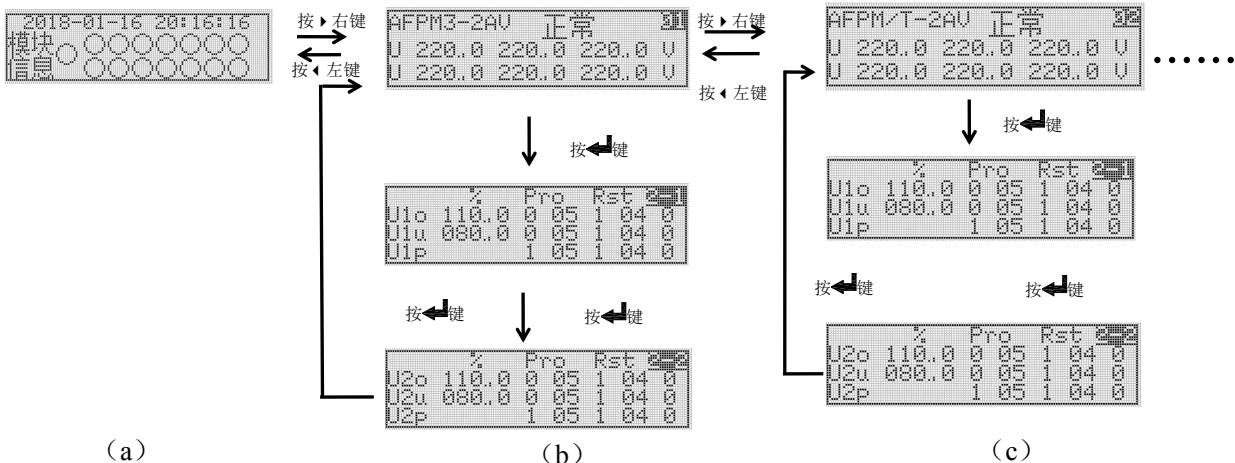 2018-01-16 20:16:16
模块
信息
按 右键
按 左键
AFPM3-2AV 正常
U 220.0 220.0 220.0 V
U 220.0 220.0 220.0 V
按 右键
按 左键
AFPM/T-2AV 正常
U 220.0 220.0 220.0 V
U 220.0 220.0 220.0 V
......
按 键
按 键
% Pro Rst 2-1
U1o 110.0 0 05 1 04 0
U1u 080.0 0 05 1 04 0
U1p 1 05 1 04 0
% Pro Rst 2-1
U1o 110.0 0 05 1 04 0
U1u 080.0 0 05 1 04 0
U1p 1 05 1 04 0
按 键
按 键
按 键
按 键
% Pro Rst 2-2
U2o 110.0 0 05 1 04 0
U2u 080.0 0 05 1 04 0
U2p 1 05 1 04 0
% Pro Rst 2-2
U2o 110.0 0 05 1 04 0
U2u 080.0 0 05 1 04 0
U2p 1 05 1 04 0
（a）
（b）
（c）